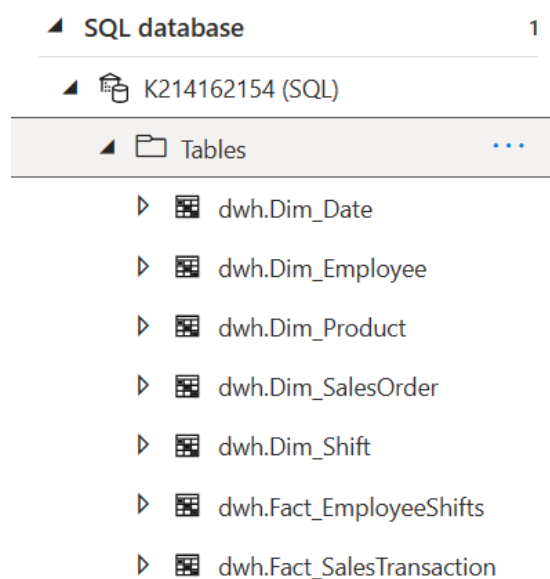 SQL database 1
K214162154 (SQL)
Tables ...
dwh.Dim_Date
dwh.Dim_Employee
dwh.Dim_Product
dwh.Dim_SalesOrder
dwh.Dim_Shift
dwh.Fact_EmployeeShifts
dwh.Fact_SalesTransaction